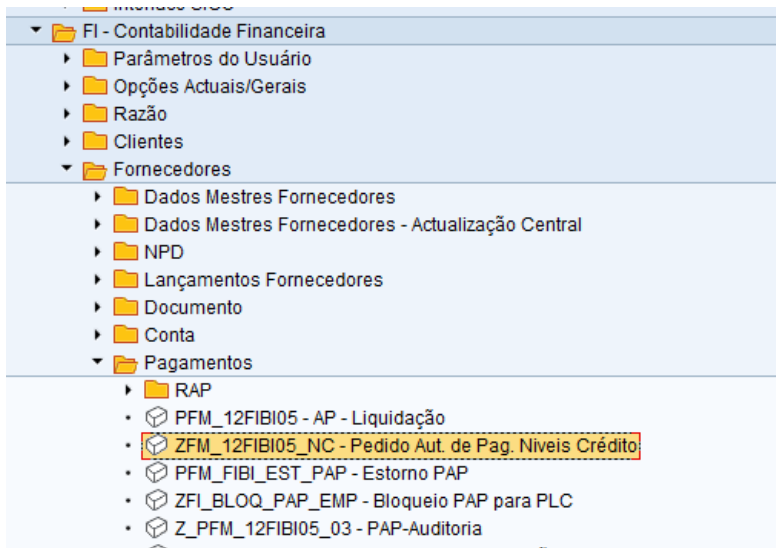 FI - Contabilidade Financeira
Parâmetros do Usuário
Opções Actuais/Gerais
Razão
Clientes
Fornecedores
Dados Mestres Fornecedores
Dados Mestres Fornecedores - Actualização Central
NPD
Lançamentos Fornecedores
Documento
Conta
Pagamentos
RAP
PFM_12FIBI05 - AP - Liquidação
ZFM_12FIBI05_NC - Pedido Aut. de Pag. Niveis Crédito
PFM_FIBI_EST_PAP - Estorno PAP
ZFI_BLOQ_PAP_EMP - Bloqueio PAP para PLC
Z_PFM_12FIBI05_03 - PAP-Auditoria